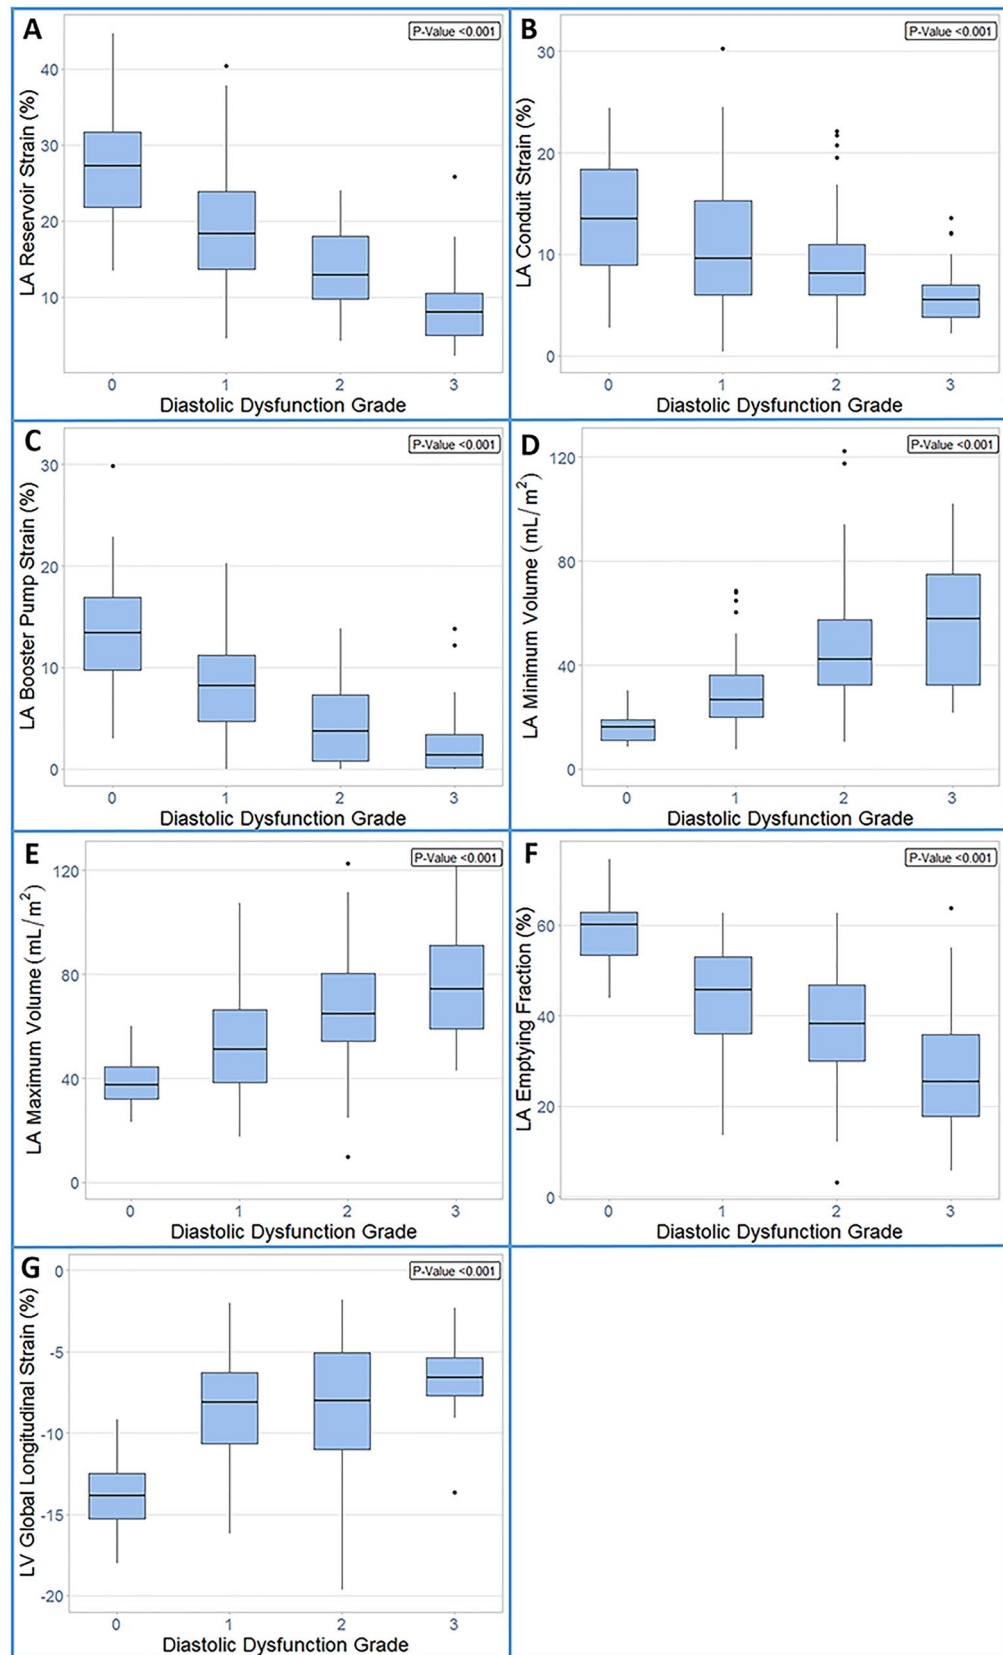 A
P-Value <0.001
LA Reservoir Strain (%)
40
30
20
10
0 1 2 3
Diastolic Dysfunction Grade
B
P-Value <0.001
LA Conduit Strain (%)
30
20
10
0
0 1 2 3
Diastolic Dysfunction Grade
C
P-Value <0.001
LA Booster Pump Strain (%)
30
20
10
0
0 1 2 3
Diastolic Dysfunction Grade
D
P-Value <0.001
LA Minimum Volume (mL/m²)
120
80
40
0
0 1 2 3
Diastolic Dysfunction Grade
E
P-Value <0.001
LA Maximum Volume (mL/m²)
120
80
40
0
0 1 2 3
Diastolic Dysfunction Grade
F
P-Value <0.001
LA Emptying Fraction (%)
60
40
20
0
0 1 2 3
Diastolic Dysfunction Grade
G
P-Value <0.001
LV Global Longitudinal Strain (%)
0
-5
-10
-15
-20
0 1 2 3
Diastolic Dysfunction Grade